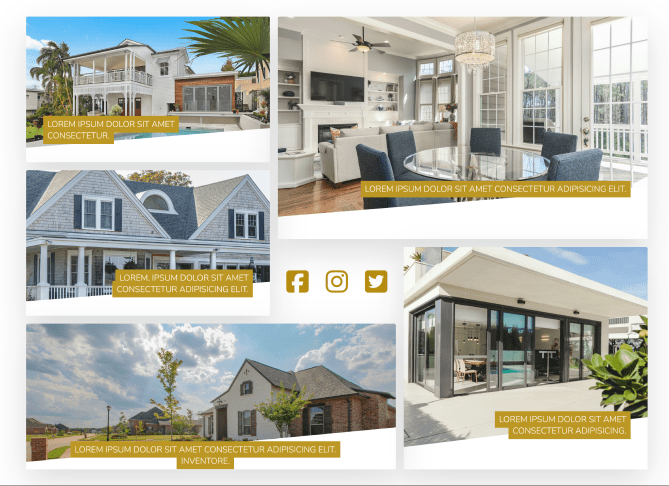 LOREM IPSUM DOLOR SIT AMET
CONSECTETUR.
LOREM IPSUM DOLOR SIT AMET CONSECTETUR ADIPISICING ELIT.
LOREM, IPSUM DOLOR SIT AMET
CONSECTETUR ADIPISICING ELIT.
LOREM IPSUM DOLOR SIT AMET
CONSECTETUR ADIPISICING.
LOREM IPSUM DOLOR SIT AMET CONSECTETUR ADIPISICING ELIT.
INVENTORE.